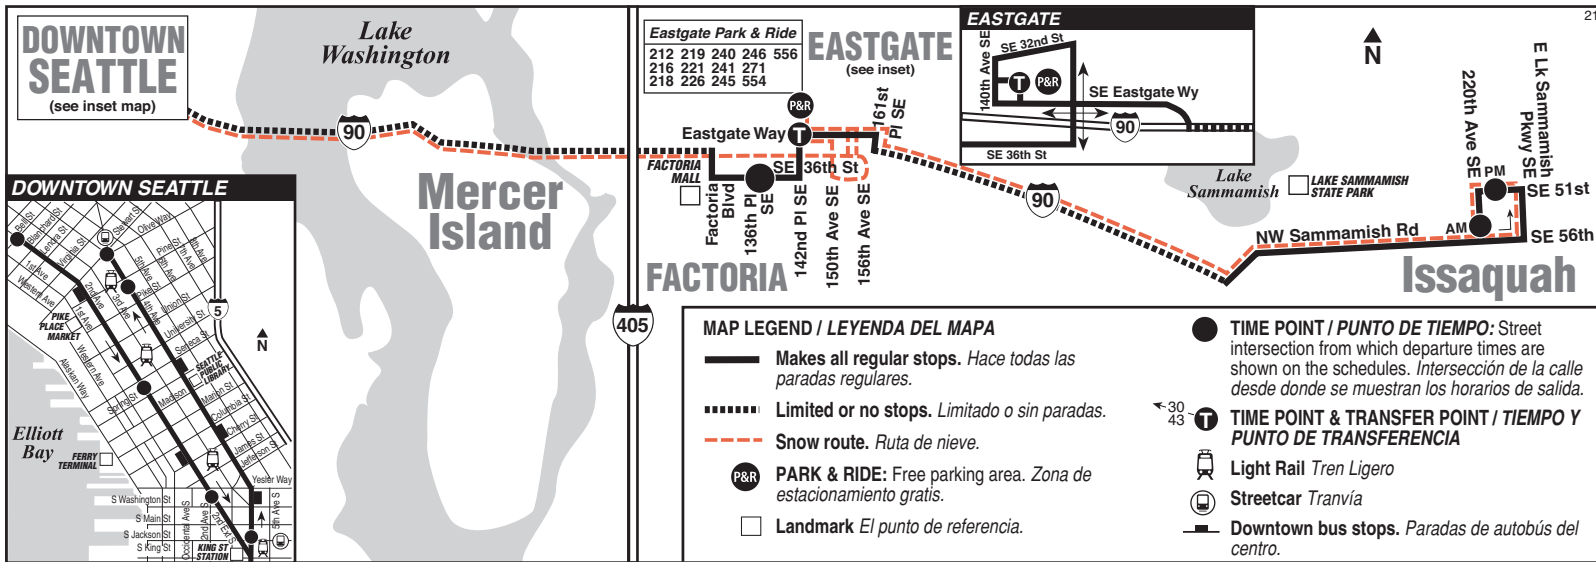 DOWNTOWN
SEATTLE
(see inset map)
Lake
Washington
Eastgate Park & Ride
212 219 240 246 556
216 221 241 271
218 226 245 554
EASTGATE
(see inset)
EASTGATE
SE 32nd St
140th Ave SE
T
P&R
SE Eastgate Wy
90
SE 36th St
N
21
90
P&R
Eastgate Way
T
161st
Pl SE
FACTORIA
MALL
SE 36th St
Factoria
Blvd
136th Pl
SE
142nd Pl SE
150th Ave SE
156th Ave SE
FACTORIA
Mercer
Island
405
90
Lake
Sammamish
LAKE SAMMAMISH
STATE PARK
220th Ave SE
E Lk Sammamish
Pkwy SE
PM
SE 51st
AM
SE 56th
NW Sammamish Rd
Issaquah
DOWNTOWN SEATTLE
Bell St
Blanchard St
Lenora St
Virginia St
Stewart St
Olive Way
Pine St
Pike St
Union St
University St
Seneca St
Spring St
Madison
Marion St
Columbia St
Cherry St
James St
Jefferson St
Yesler Way
1st Ave
Western Ave
2nd Ave
3rd Ave
4th Ave
5th Ave
6th Ave
7th Ave
8th Ave
1st Ave
Western Ave
Alaskan Way
PIKE
PLACE
MARKET
SEATTLE
PUBLIC
LIBRARY
5
N
Elliott
Bay
FERRY
TERMINAL
S Washington St
S Main St
S Jackson St
S King St
Occidental Ave S
2nd Ave S
2nd Ext S
5th Ave S
KING ST
STATION
MAP LEGEND / LEYENDA DEL MAPA
Makes all regular stops. Hace todas las
paradas regulares.
Limited or no stops. Limitado o sin paradas.
Snow route. Ruta de nieve.
P&R
PARK & RIDE: Free parking area. Zona de
estacionamiento gratis.
Landmark El punto de referencia.
TIME POINT / PUNTO DE TIEMPO: Street
intersection from which departure times are
shown on the schedules. Intersección de la calle
desde donde se muestran los horarios de salida.
30
43
T
TIME POINT & TRANSFER POINT / TIEMPO Y
PUNTO DE TRANSFERENCIA
Light Rail Tren Ligero
Streetcar Tranvía
Downtown bus stops. Paradas de autobús del
centro.